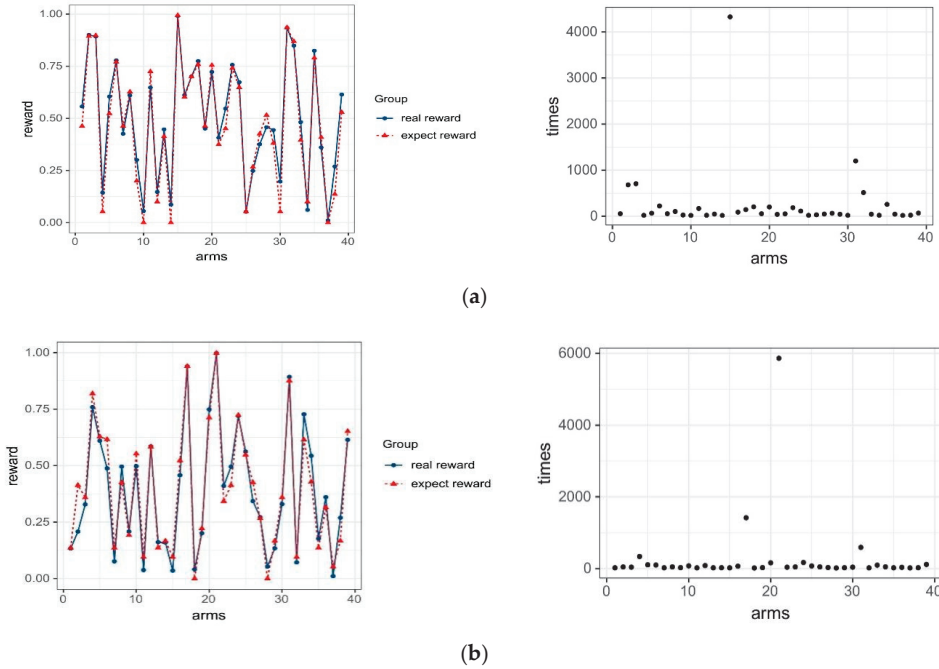 1.00
0.75
0.50
0.25
0.00
reward
0 10 20 30 40
arms
Group
real reward
expect reward
4000
3000
2000
1000
0
times
0 10 20 30 40
arms
(a)
1.00
0.75
0.50
0.25
0.00
reward
0 10 20 30 40
arms
Group
real reward
expect reward
6000
4000
2000
0
times
0 10 20 30 40
arms
(b)